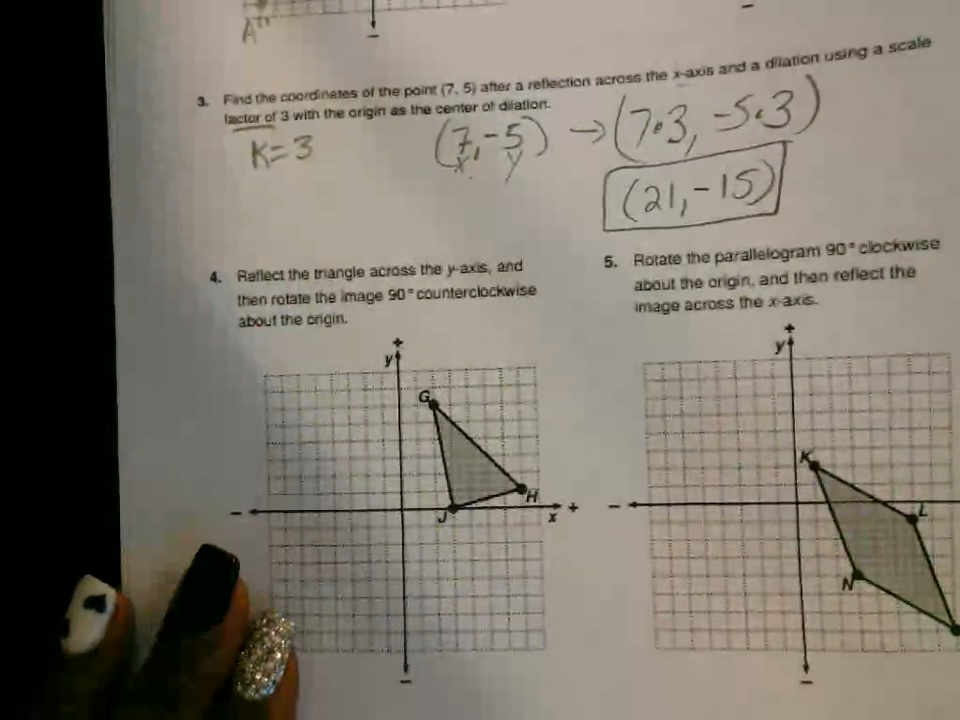 A'''
3. Find the coordinates of the point (7, 5) after a reflection across the x-axis and a dilation using a scale
factor of 3 with the origin as the center of dilation.
K=3
(7, -5) → (7·3, -5·3)
x y
(21, -15)
4. Reflect the triangle across the y-axis, and
then rotate the image 90° counterclockwise
about the origin.
+
y
G
H
J
x
+
−
−
5. Rotate the parallelogram 90° clockwise
about the origin, and then reflect the
image across the x-axis.
+
y
K
L
N
−
−